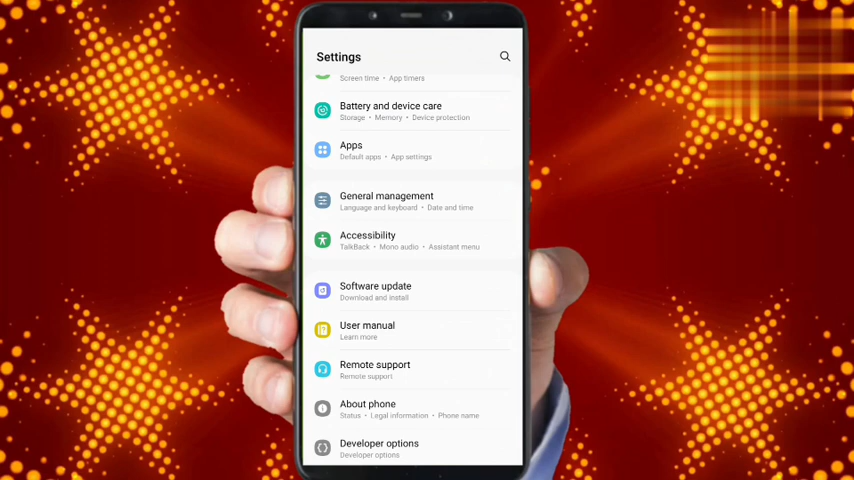 Settings
Screen time • App timers
Battery and device care
Storage • Memory • Device protection
Apps
Default apps • App settings
General management
Language and keyboard • Date and time
Accessibility
TalkBack • Mono audio • Assistant menu
Software update
Download and install
User manual
Learn more
Remote support
Remote support
About phone
Status • Legal information • Phone name
Developer options
Developer options